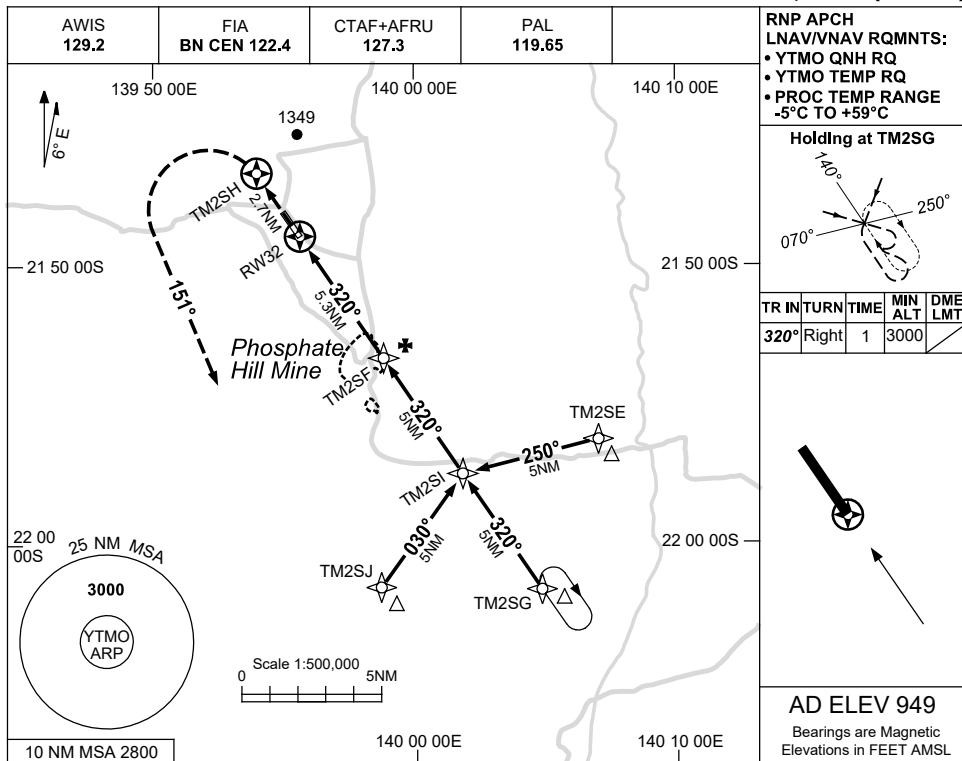 AWIS
129.2
FIA
BN CEN 122.4
CTAF+AFRU
127.3
PAL
119.65
RNP APCH
LNAV/VNAV RQMNTS:
• YTMO QNH RQ
• YTMO TEMP RQ
• PROC TEMP RANGE
-5°C TO +59°C
139 50 00E
140 00 00E
140 10 00E
6° E
1349
TM2SH
2.7NM
RW32
151°
21 50 00S
21 50 00S
320°
5.3NM
Phosphate
Hill Mine
TM2SF
320°
5NM
TM2SE
250°
5NM
TM2SI
030°
5NM
320°
5NM
TM2SJ
TM2SG
22 00
00S
22 00 00S
25 NM MSA
3000
YTMO
ARP
Scale 1:500,000
0
5NM
10 NM MSA 2800
140 00 00E
140 10 00E
Holding at TM2SG
140°
250°
070°
TR IN TURN TIME MIN ALT DME LMT
320° Right 1 3000
AD ELEV 949
Bearings are Magnetic
Elevations in FEET AMSL